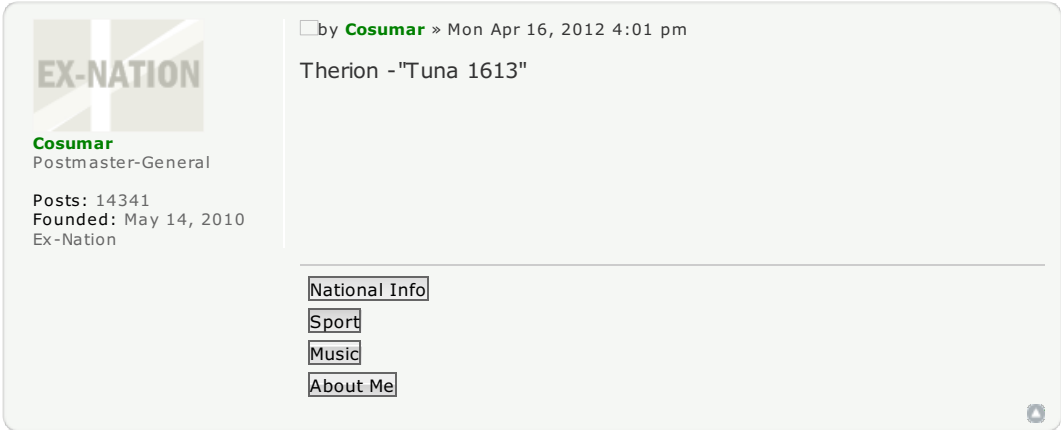 EX-NATION
Cosumar
Postmaster-General
Posts: 14341
Founded: May 14, 2010
Ex-Nation
by Cosumar » Mon Apr 16, 2012 4:01 pm
Therion -"Tuna 1613"
National Info
Sport
Music
About Me